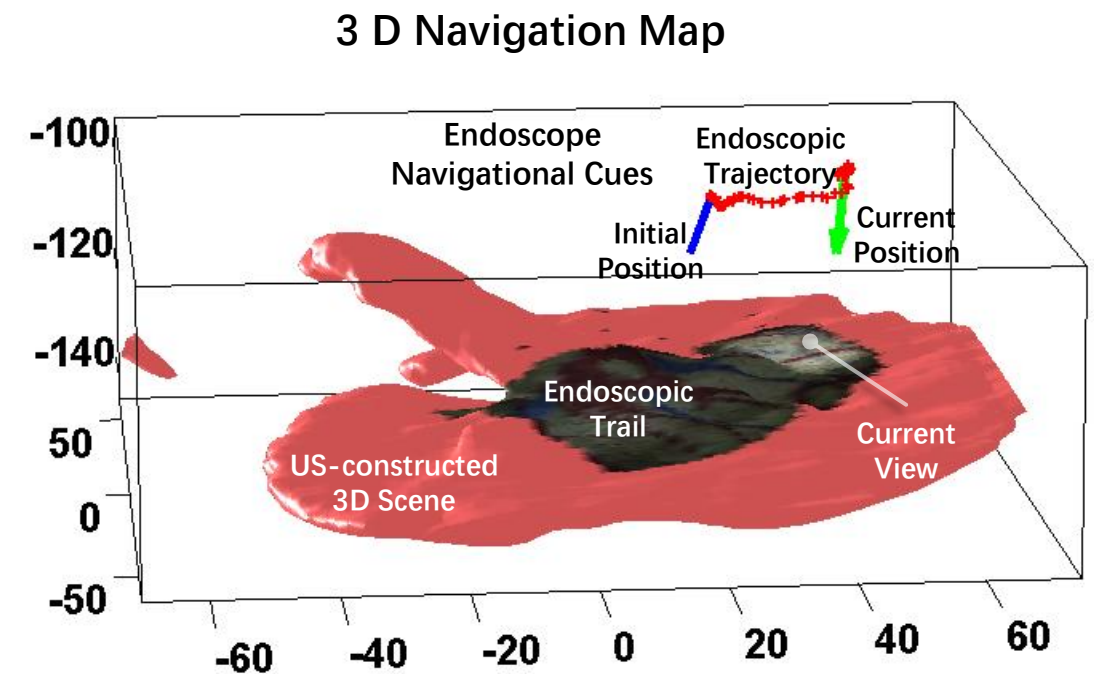 3 D Navigation Map
-100
-120
-140
50
0
-50
-60
-40
-20
0
20
40
60
Endoscope
Navigational Cues
Endoscopic
Trajectory
Initial
Position
Current
Position
Endoscopic
Trail
Current
View
US-constructed
3D Scene